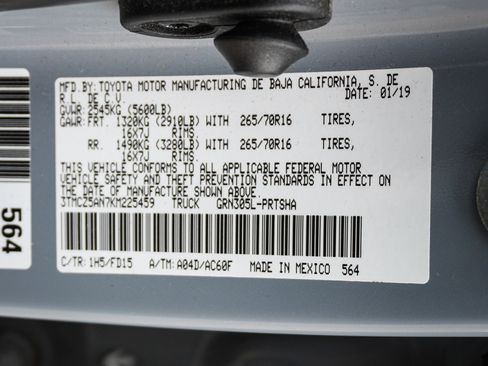 MFD.BY:TOYOTA MOTOR MANUFACTURING DE BAJA CALIFORNIA, S. DE
R.L. DE C.V. DATE: 01/19
GVWR: 2545KG (5600LB)
GAWR: FRT. 1320KG (2910LB) WITH 265/70R16 TIRES,
16X7J RIMS.
RR. 1490KG (3280LB) WITH 265/70R16 TIRES,
16X7J RIMS.
THIS VEHICLE CONFORMS TO ALL APPLICABLE FEDERAL MOTOR
VEHICLE SAFETY AND THEFT PREVENTION STANDARDS IN EFFECT ON
THE DATE OF MANUFACTURE SHOWN ABOVE.
3TMCZ5AN7KM225459 TRUCK GRN305L-PRTSHA
C/TR: 1H5/FD15 A/TM: A04D/AC60F MADE IN MEXICO 564
564